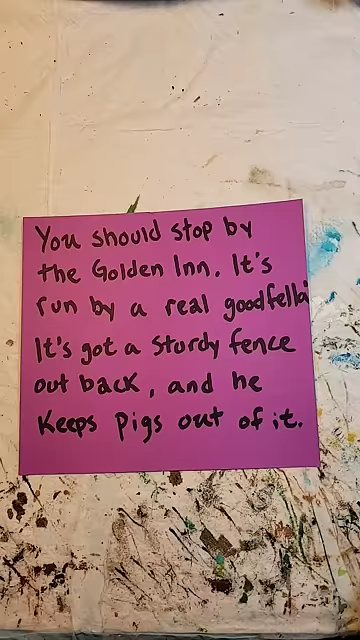 You should stop by
the Golden Inn. It's
run by a real goodfella
It's got a sturdy fence
out back, and he
keeps pigs out of it.